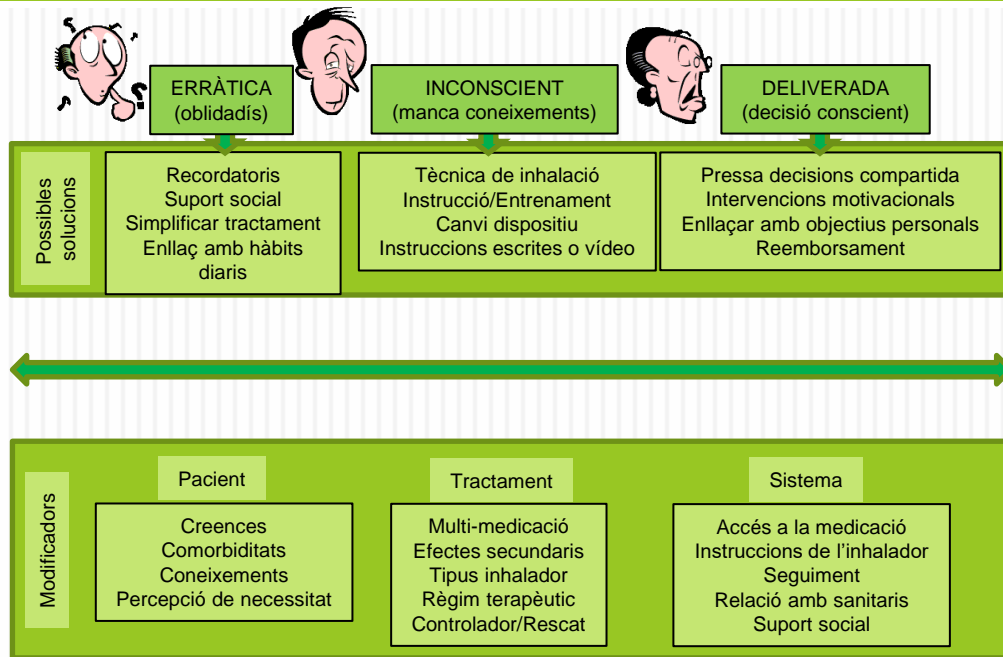 ERRÀTICA
(oblidadís)
INCONSCIENT
(manca coneixements)
DELIVERADA
(decisió conscient)
Possibles
solucions
Recordatoris
Suport social
Simplificar tractament
Enllaç amb hàbits
diaris
Tècnica de inhalació
Instrucció/Entrenament
Canvi dispositiu
Instruccions escrites o vídeo
Pressa decisions compartida
Intervencions motivacionals
Enllaçar amb objectius personals
Reemborsament
Modificadors
Pacient
Creences
Comorbiditats
Coneixements
Percepció de necessitat
Tractament
Multi-medicació
Efectes secundaris
Tipus inhalador
Règim terapèutic
Controlador/Rescat
Sistema
Accés a la medicació
Instruccions de l’inhalador
Seguiment
Relació amb sanitaris
Suport social